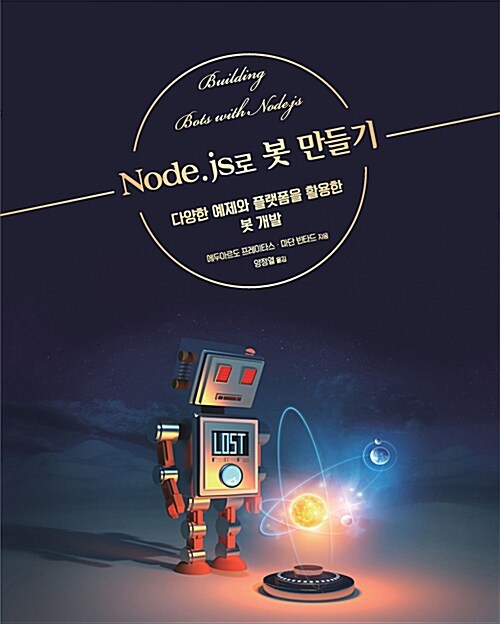 Building
Bots with Node.js
Node.js로 봇 만들기
다양한 예제와 플랫폼을 활용한
봇 개발
에두아르도 프레이타스 · 마단 빈타드 지음
양정열 옮김
LOST